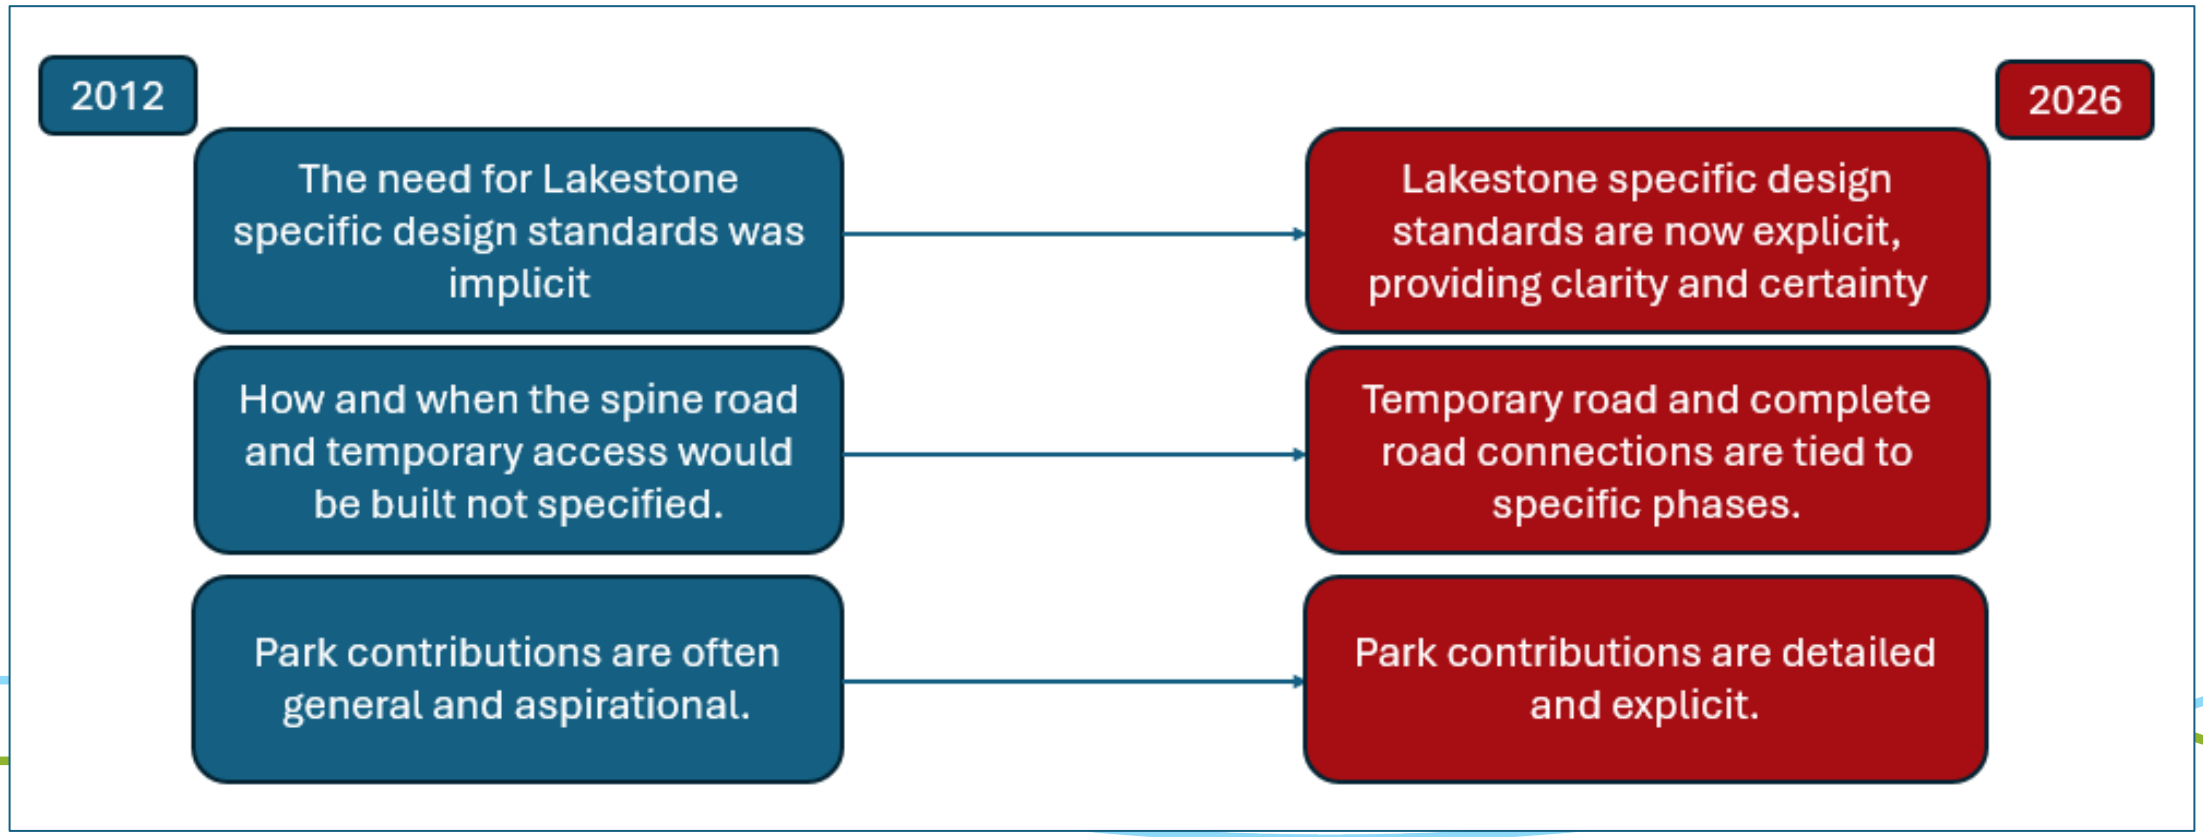 2012
2026
The need for Lakestone
specific design standards was
implicit
Lakestone specific design
standards are now explicit,
providing clarity and certainty
How and when the spine road
and temporary access would
be built not specified.
Temporary road and complete
road connections are tied to
specific phases.
Park contributions are often
general and aspirational.
Park contributions are detailed
and explicit.